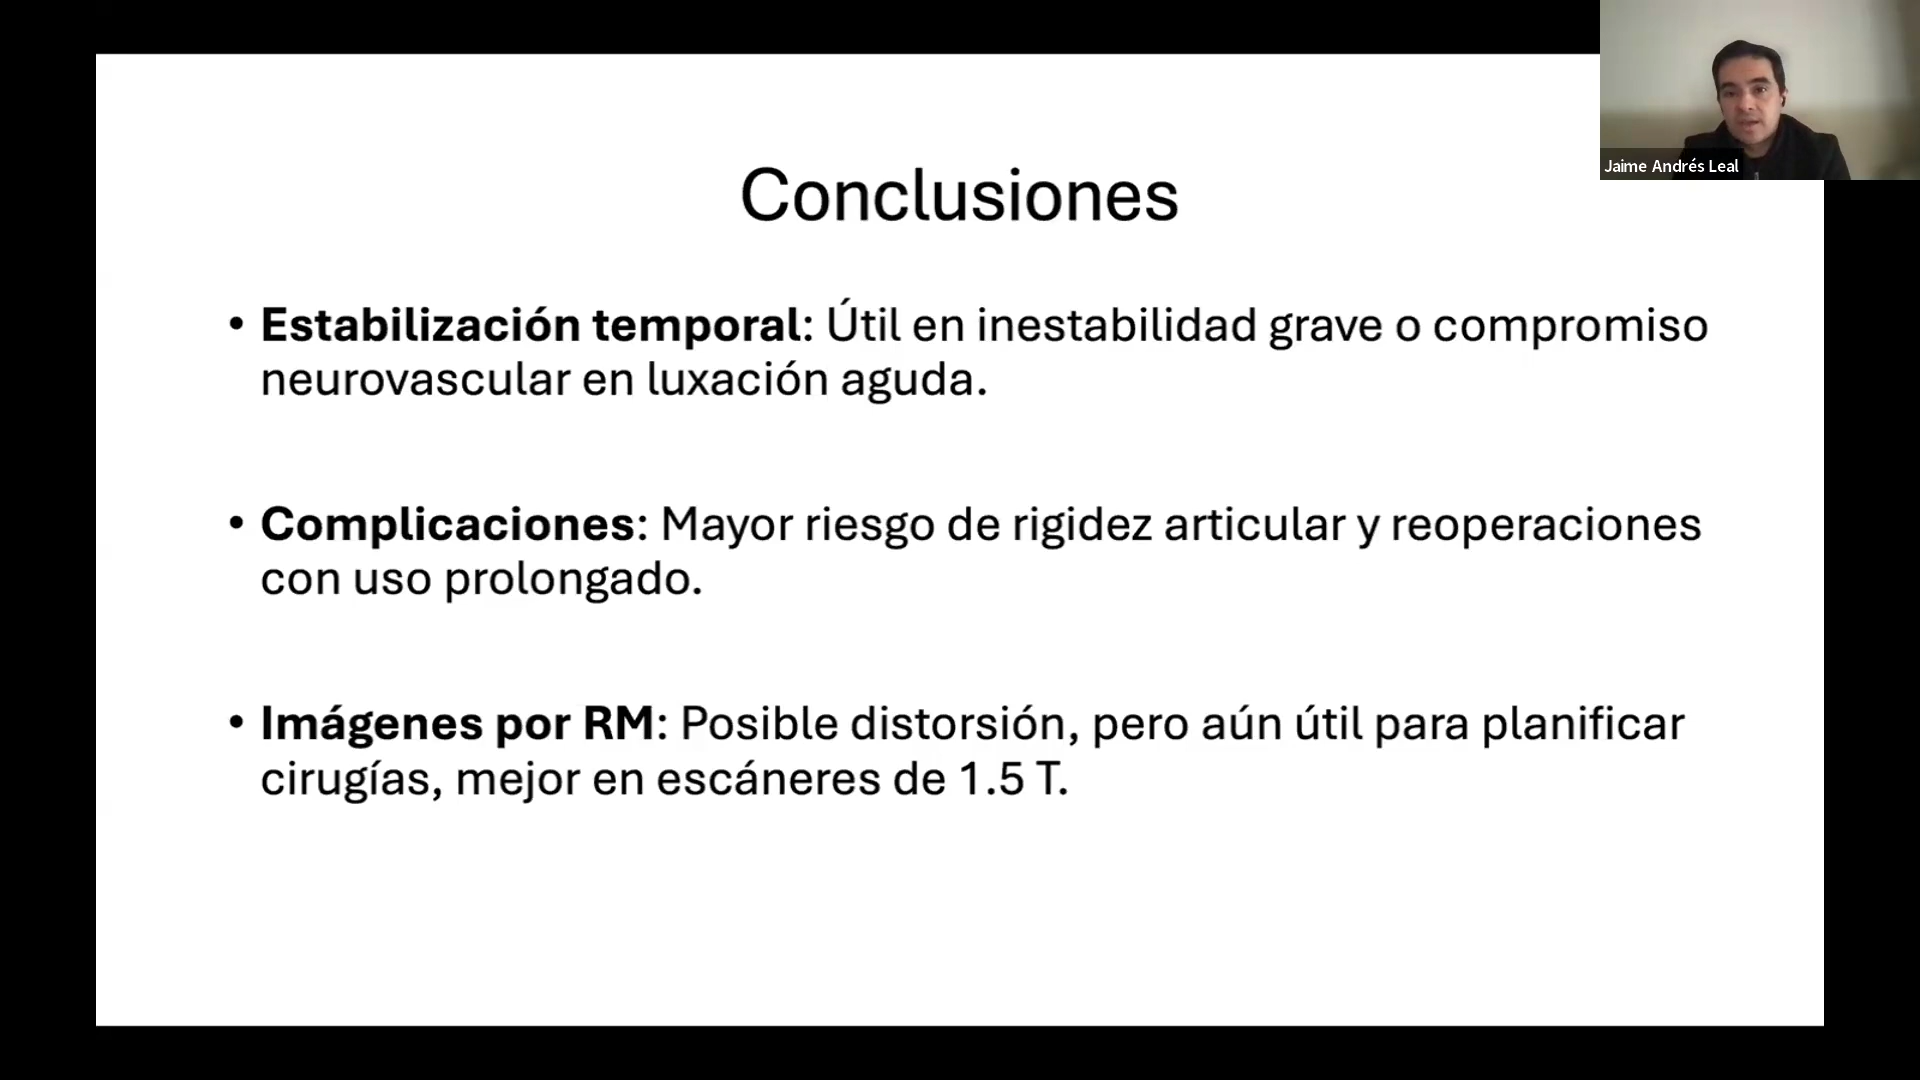 Conclusiones
• Estabilización temporal: Útil en inestabilidad grave o compromiso
neurovascular en luxación aguda.
• Complicaciones: Mayor riesgo de rigidez articular y reoperaciones
con uso prolongado.
• Imágenes por RM: Posible distorsión, pero aún útil para planificar
cirugías, mejor en escáneres de 1.5 T.
Jaime Andrés Leal